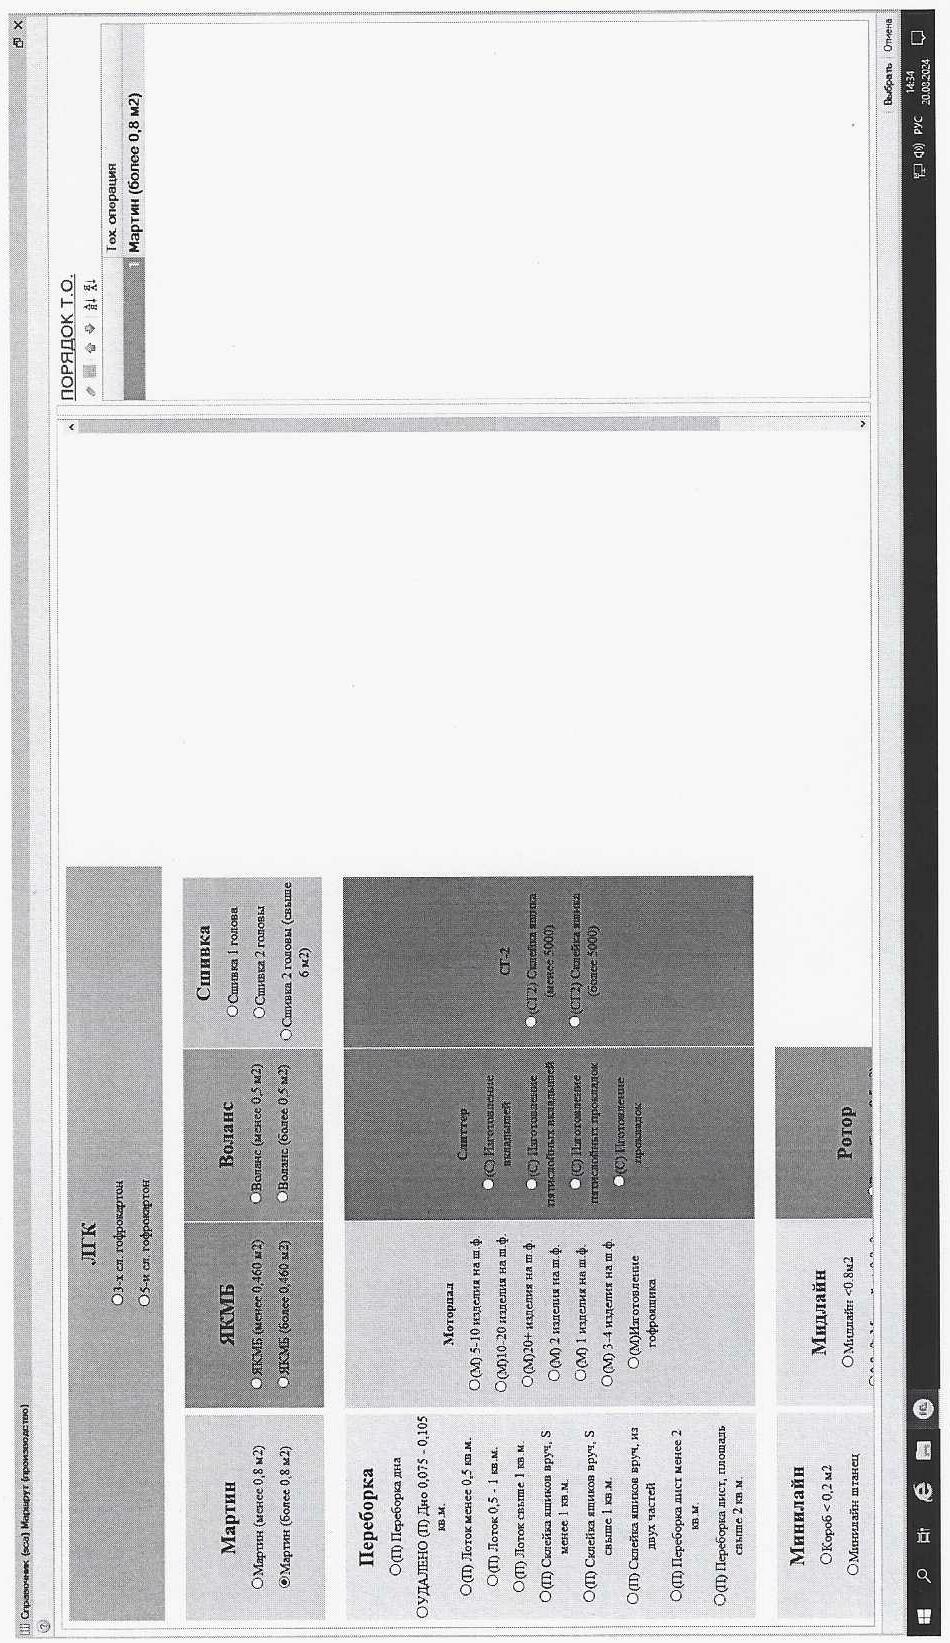 Справочник (sca) Маршрут (производство)
ПОРЯДОК Т.О.
Тех. операция
1 Мартин (более 0,8 м2)
ЛГК
3-х сл. гофрокартон
5-и сл. гофрокартон
Мартин
Мартин (менее 0,8 м2)
Мартин (более 0,8 м2)
ЯКМБ
ЯКМБ (менее 0,460 м2)
ЯКМБ (более 0,460 м2)
Воланс
Воланс (менее 0,5 м2)
Воланс (более 0,5 м2)
Сшивка
Сшивка 1 голова
Сшивка 2 головы
Сшивка 2 головы (свыше
6 м2)
Переборка
(П) Переборка дна
УДАЛЕНО (П) Дно 0,075 - 0,105
кв.м.
(П) Лоток менее 0,5 кв.м.
(П) Лоток 0,5 - 1 кв.м.
(П) Лоток свыше 1 кв.м.
(П) Склейка ящиков вруч, S
менее 1 кв.м.
(П) Склейка ящиков вруч, S
свыше 1 кв.м.
(П) Склейка ящиков вруч, из
двух частей
(П) Переборка лист менее 2
кв.м.
(П) Переборка лист, площадь
свыше 2 кв.м.
Моторпал
(М) 5-10 изделия на ш.ф.
(М)10-20 изделия на ш.ф.
(М)20+ изделия на ш.ф.
(М) 2 изделия на ш.ф.
(М) 1 изделия на ш.ф.
(М) 3-4 изделия на ш.ф.
(М)Изготовление
гофроящика
Слиттер
(С) Изготовление
вкладышей
(С) Изготовление
пятислойных вкладышей
(С) Изготовление
пятислойных прокладок
(С) Изготовление
прокладок
СГ-2
(СГ2) Склейка ящика
(менее 5000)
(СГ2) Склейка ящика
(более 5000)
Минилайн
Короб < 0,2 м2
Минилайн штанец
Мидлайн
Мидлайн <0.8м2
Ротор
Выбрать Отмена
РУС
14:34
20.08.2024